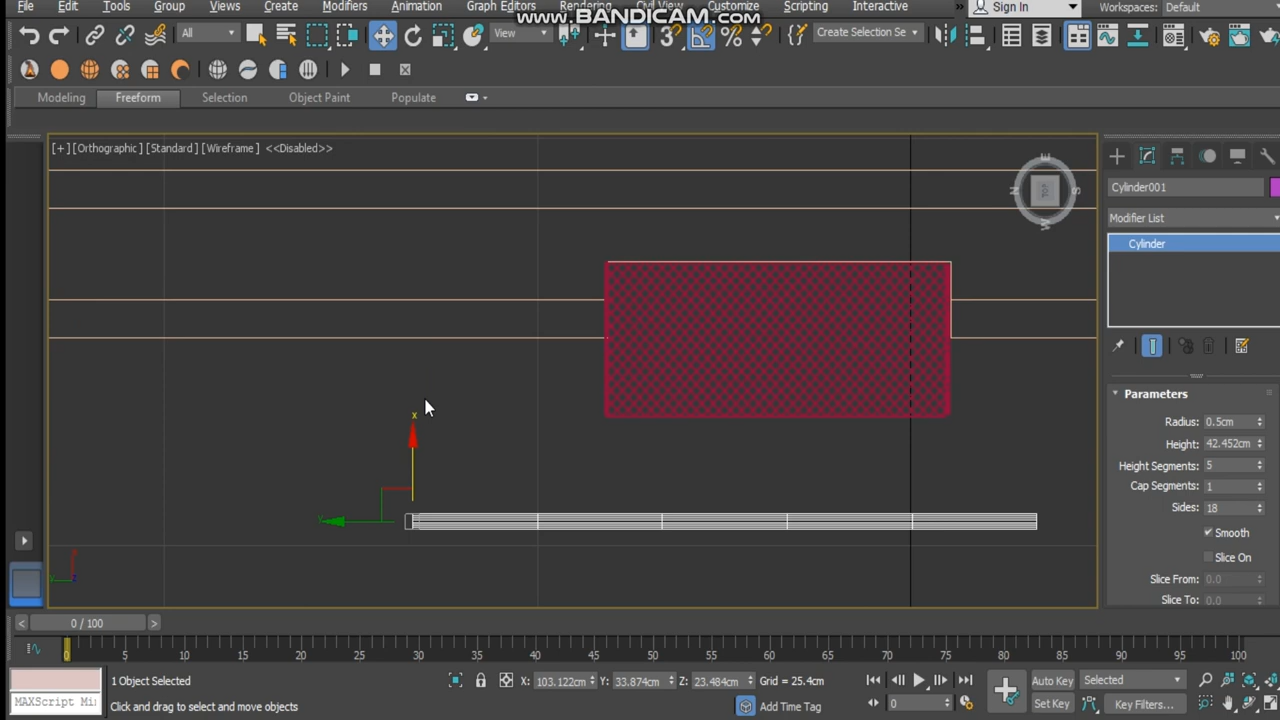 www.BANDICAM.com
File Edit Tools Group Views Create Modifiers Animation Graph Editors Rendering Civil View Customize Scripting Interactive » Sign In Workspaces: Default
All View Create Selection Se
Modeling Freeform Selection Object Paint Populate
[+] [Orthographic] [Standard] [Wireframe] <<Disabled>>
E
N TOP S
W
Cylinder001
Modifier List
Cylinder
Parameters
Radius: 0.5cm
Height: 42.452cm
Height Segments: 5
Cap Segments: 1
Sides: 18
Smooth
Slice On
Slice From: 0.0
Slice To: 0.0
x
y
< 0 / 100 >
0 5 10 15 20 25 30 35 40 45 50 55 60 65 70 75 80 85 90 95 100
1 Object Selected X: 103.122cm Y: 33.874cm Z: 23.484cm Grid = 25.4cm Auto Key Selected
MAXScript Mi Click and drag to select and move objects Add Time Tag 0 Set Key Key Filters...